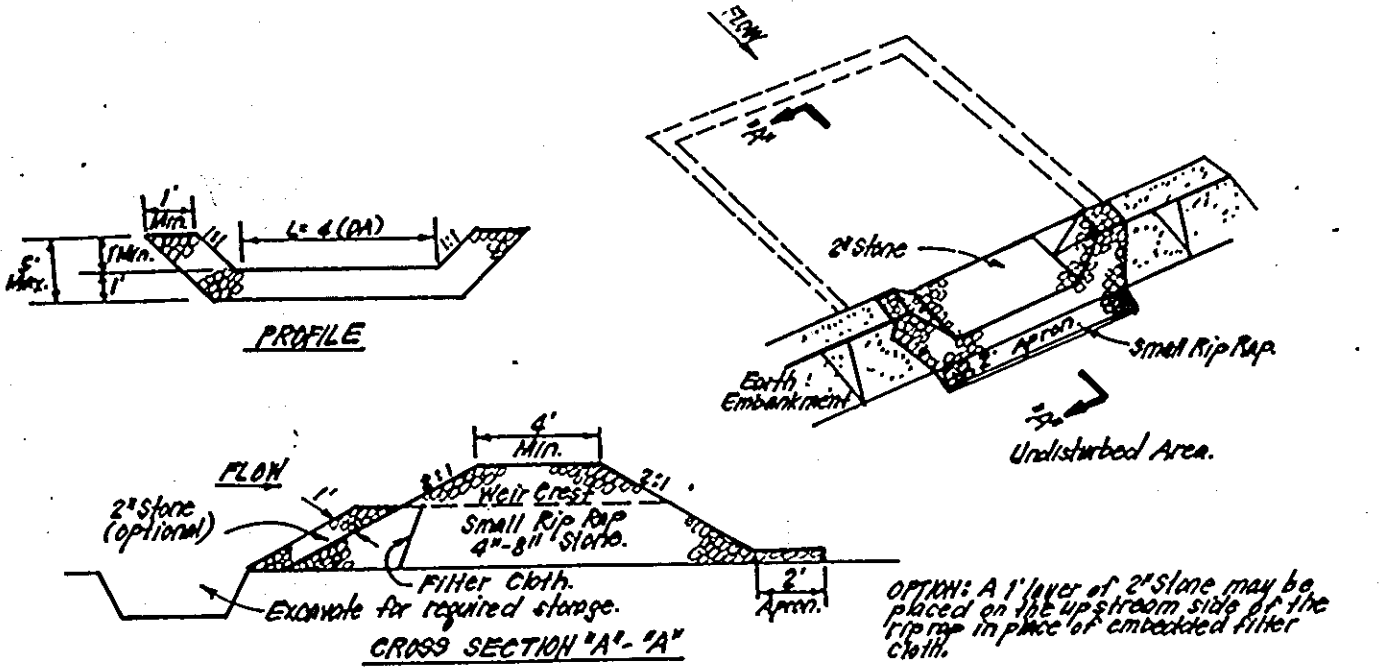 FLOW
"A"
1'
Min.
1:1
L= 4 (DA)
1:1
5'
Max.
1' Min.
1'
PROFILE
2" Stone
Apron
Small Rip Rap.
Earth
Embankment
"A"
Undisturbed Area.
4'
Min.
FLOW
2:1
2:1
1'
2" Stone
(optional)
Weir Crest
Small Rip Rap
4"-8" Stone.
Filter Cloth.
Excavate for required storage.
2'
Apron.
CROSS SECTION "A"- "A"
OPTION: A 1' layer of 2" Stone may be
placed on the upstream side of the
rip rap in place of embedded filter
cloth.